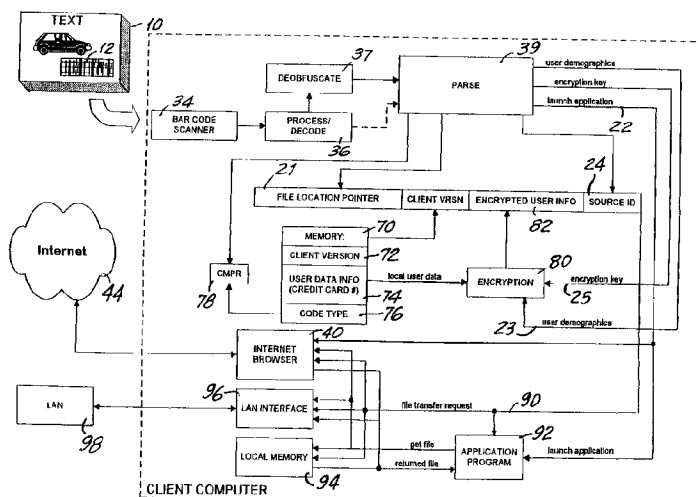 TEXT
10
12
39
37
DEOBFUSCATE
PARSE
user demographics
encryption key
launch application
22
34
BAR CODE
SCANNER
PROCESS/
DECODE
36
21
24
FILE LOCATION POINTER
CLIENT VRSN
ENCRYPTED USER INFO
SOURCE ID
82
70
MEMORY:
72
CLIENT VERSION
USER DATA INFO
(CREDIT CARD #)
74
CODE TYPE
76
Internet
44
CMPR
78
local user data
80
ENCRYPTION
encryption key
25
23
user demographics
40
INTERNET
BROWSER
96
LAN INTERFACE
LAN
98
file transfer request
90
92
get file
APPLICATION
PROGRAM
launch application
LOCAL MEMORY
returned file
94
CLIENT COMPUTER